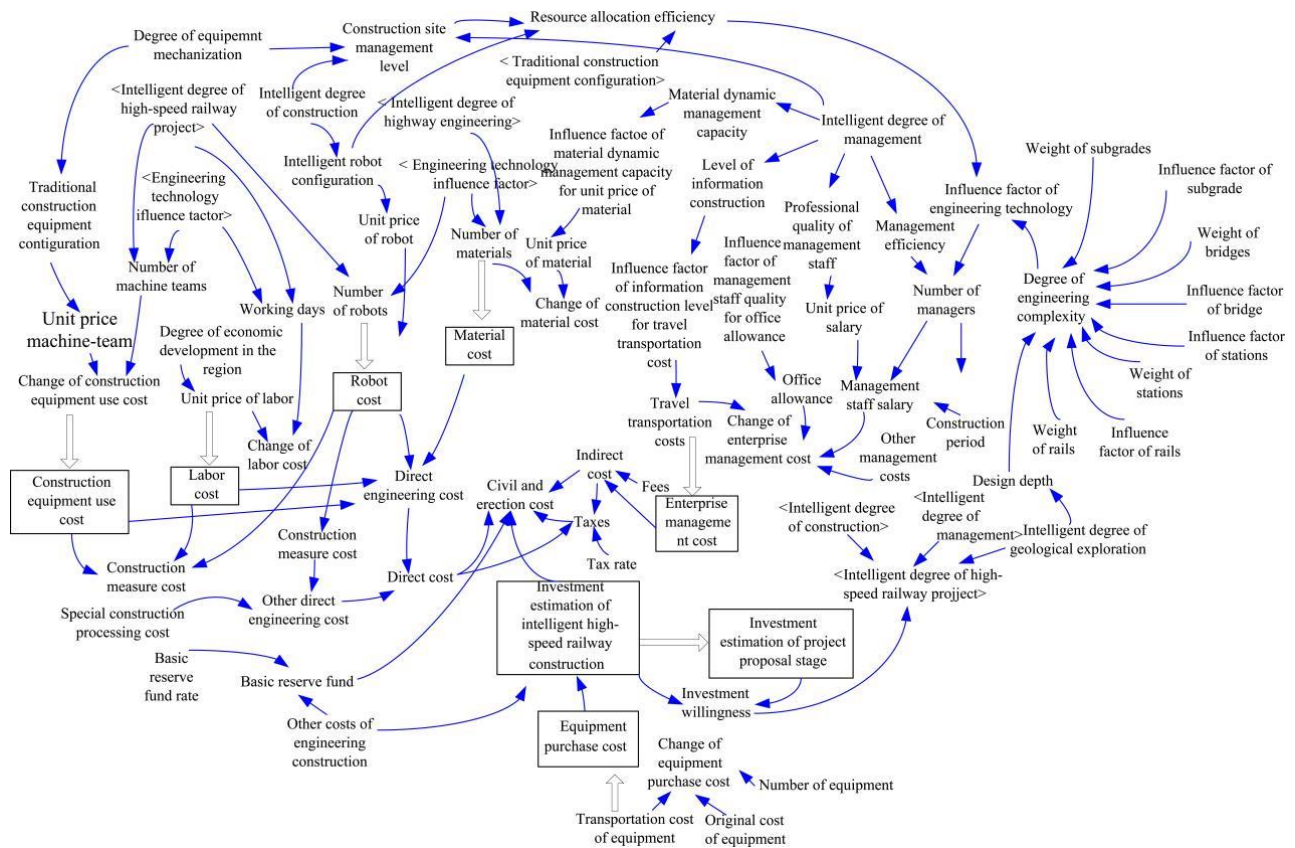 Resource allocation efficiency
Degree of equipemnt
mechanization
Construction site
management
level
< Traditional construction
equipment configuration>
<Intelligent degree of
high-speed railway
project>
Intelligent degree
of construction
< Intelligent degree of
highway engineering>
Material dynamic
management
capacity
Intelligent degree of
management
Weight of subgrades
Influence factor of
subgrade
Influence factoe of
material dynamic
management capacity
for unit price of
material
Level of
information
construction
Intelligent robot
configuration
< Engineering technology
influence factor>
Traditional
construction
equipment
contiguration
<Engineering
technology
ifluence tactor>
Unit price
of robot
Professional
quality of
management
staff
Influence factor of
engineering technology
Management
efficiency
Weight of
bridges
Number of
materials
Unit price
of material
Influence
factor of
management
staff quality
for office
allowance
Number of
machine teams
Influence factor
of information
construction level
for travel
transportation
cost
Degree of
engineering
complexity
Number
of robots
Working days
Change of
material cost
Unit price of
salary
Number of
managers
Influence factor
of bridge
Unit price
machine-team
Degree of economic
development in the
region
Material
cost
Influence factor
of stations
Change of construction
equipment use cost
Robot
cost
Weight of
stations
Unit price of labor
Office
allowance
Management
staff salary
Travel
transportation
costs
Change of
enterprise
management cost
Construction
period
Weight
of rails
Influence
factor of rails
Change of
labor cost
Other
management
costs
Construction
equipment use
cost
Labor
cost
Direct
engineering cost
Indirect
cost
Civil and
erection cost
Fees
Design depth
Enterprise
manageme
nt cost
<Intelligent degree
of construction>
<Intelligent
degree of
management>
Taxes
Intelligent degree of
geological exploration
Construction
measure cost
Construction
measure cost
Tax rate
Direct cost
<Intelligent degree of high-
speed railway projject>
Special construction
processing cost
Other direct
engineering cost
Investment
estimation of
intelligent high-
speed railway
construction
Investment
estimation of project
proposal stage
Basic
reserve
fund rate
Basic reserve fund
Investment
willingness
Other costs of
engineering
construction
Equipment
purchase cost
Change of
equipment
purchase cost
Number of equipment
Transportation cost
of equipment
Original cost
of equipment